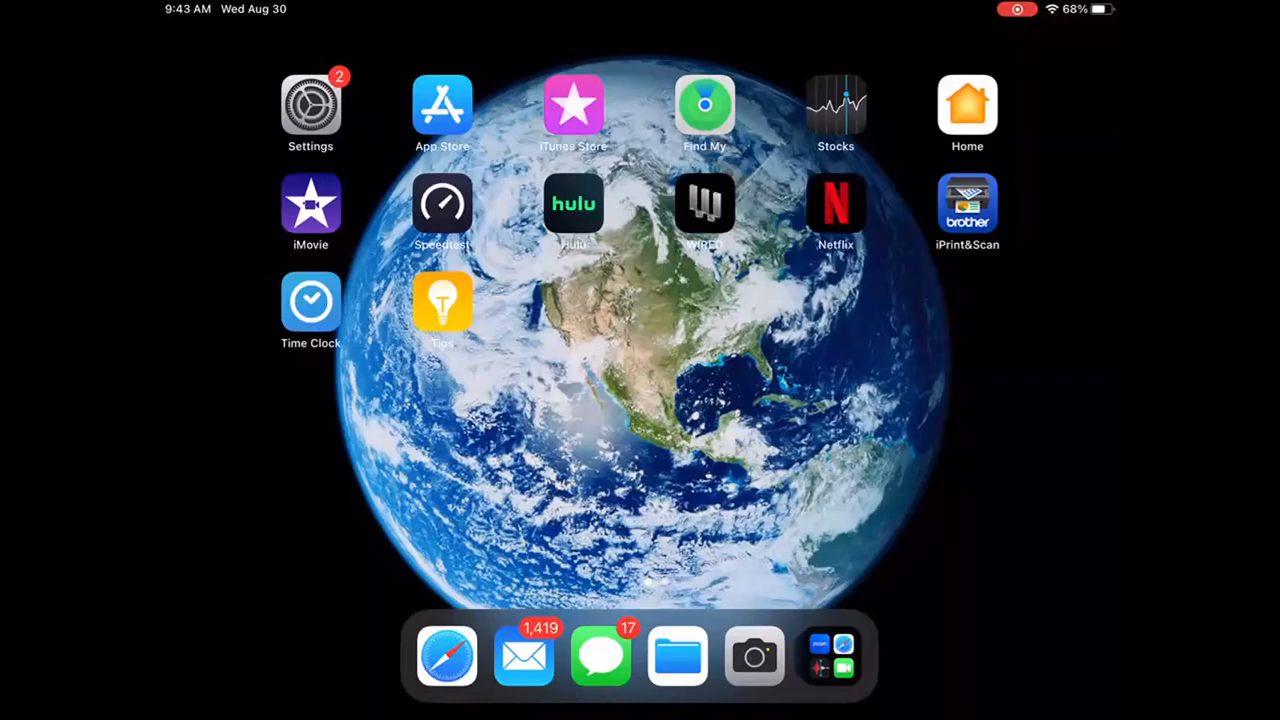 9:43 AM Wed Aug 30 68%
2
Settings App Store iTunes Store Find My Stocks Home
hulu brother
iMovie Speedtest Hulu WIRED Netflix iPrint&Scan
Time Clock Tips
1,419 17
zoom